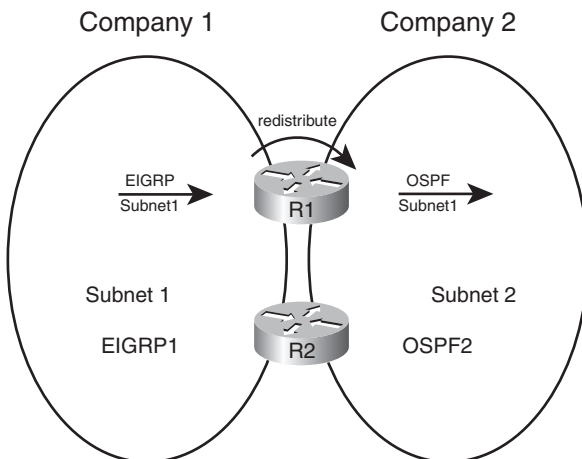 Company 1
Company 2
redistribute
EIGRP
Subnet1
R1
OSPF
Subnet1
Subnet 1
Subnet 2
EIGRP1
R2
OSPF2